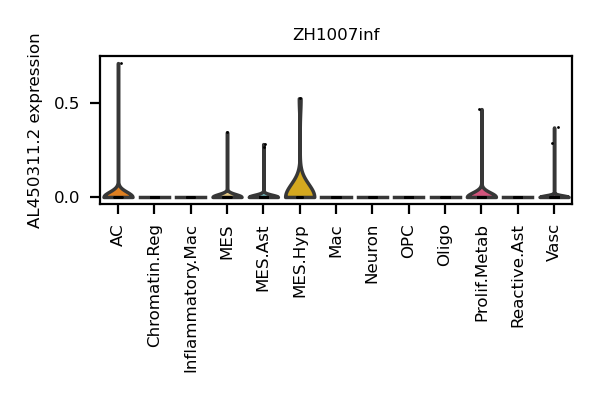 ZH1007inf
AL450311.2 expression
0.5
0.0
AC
Chromatin.Reg
Inflammatory.Mac
MES
MES.Ast
MES.Hyp
Mac
Neuron
OPC
Oligo
Prolif.Metab
Reactive.Ast
Vasc